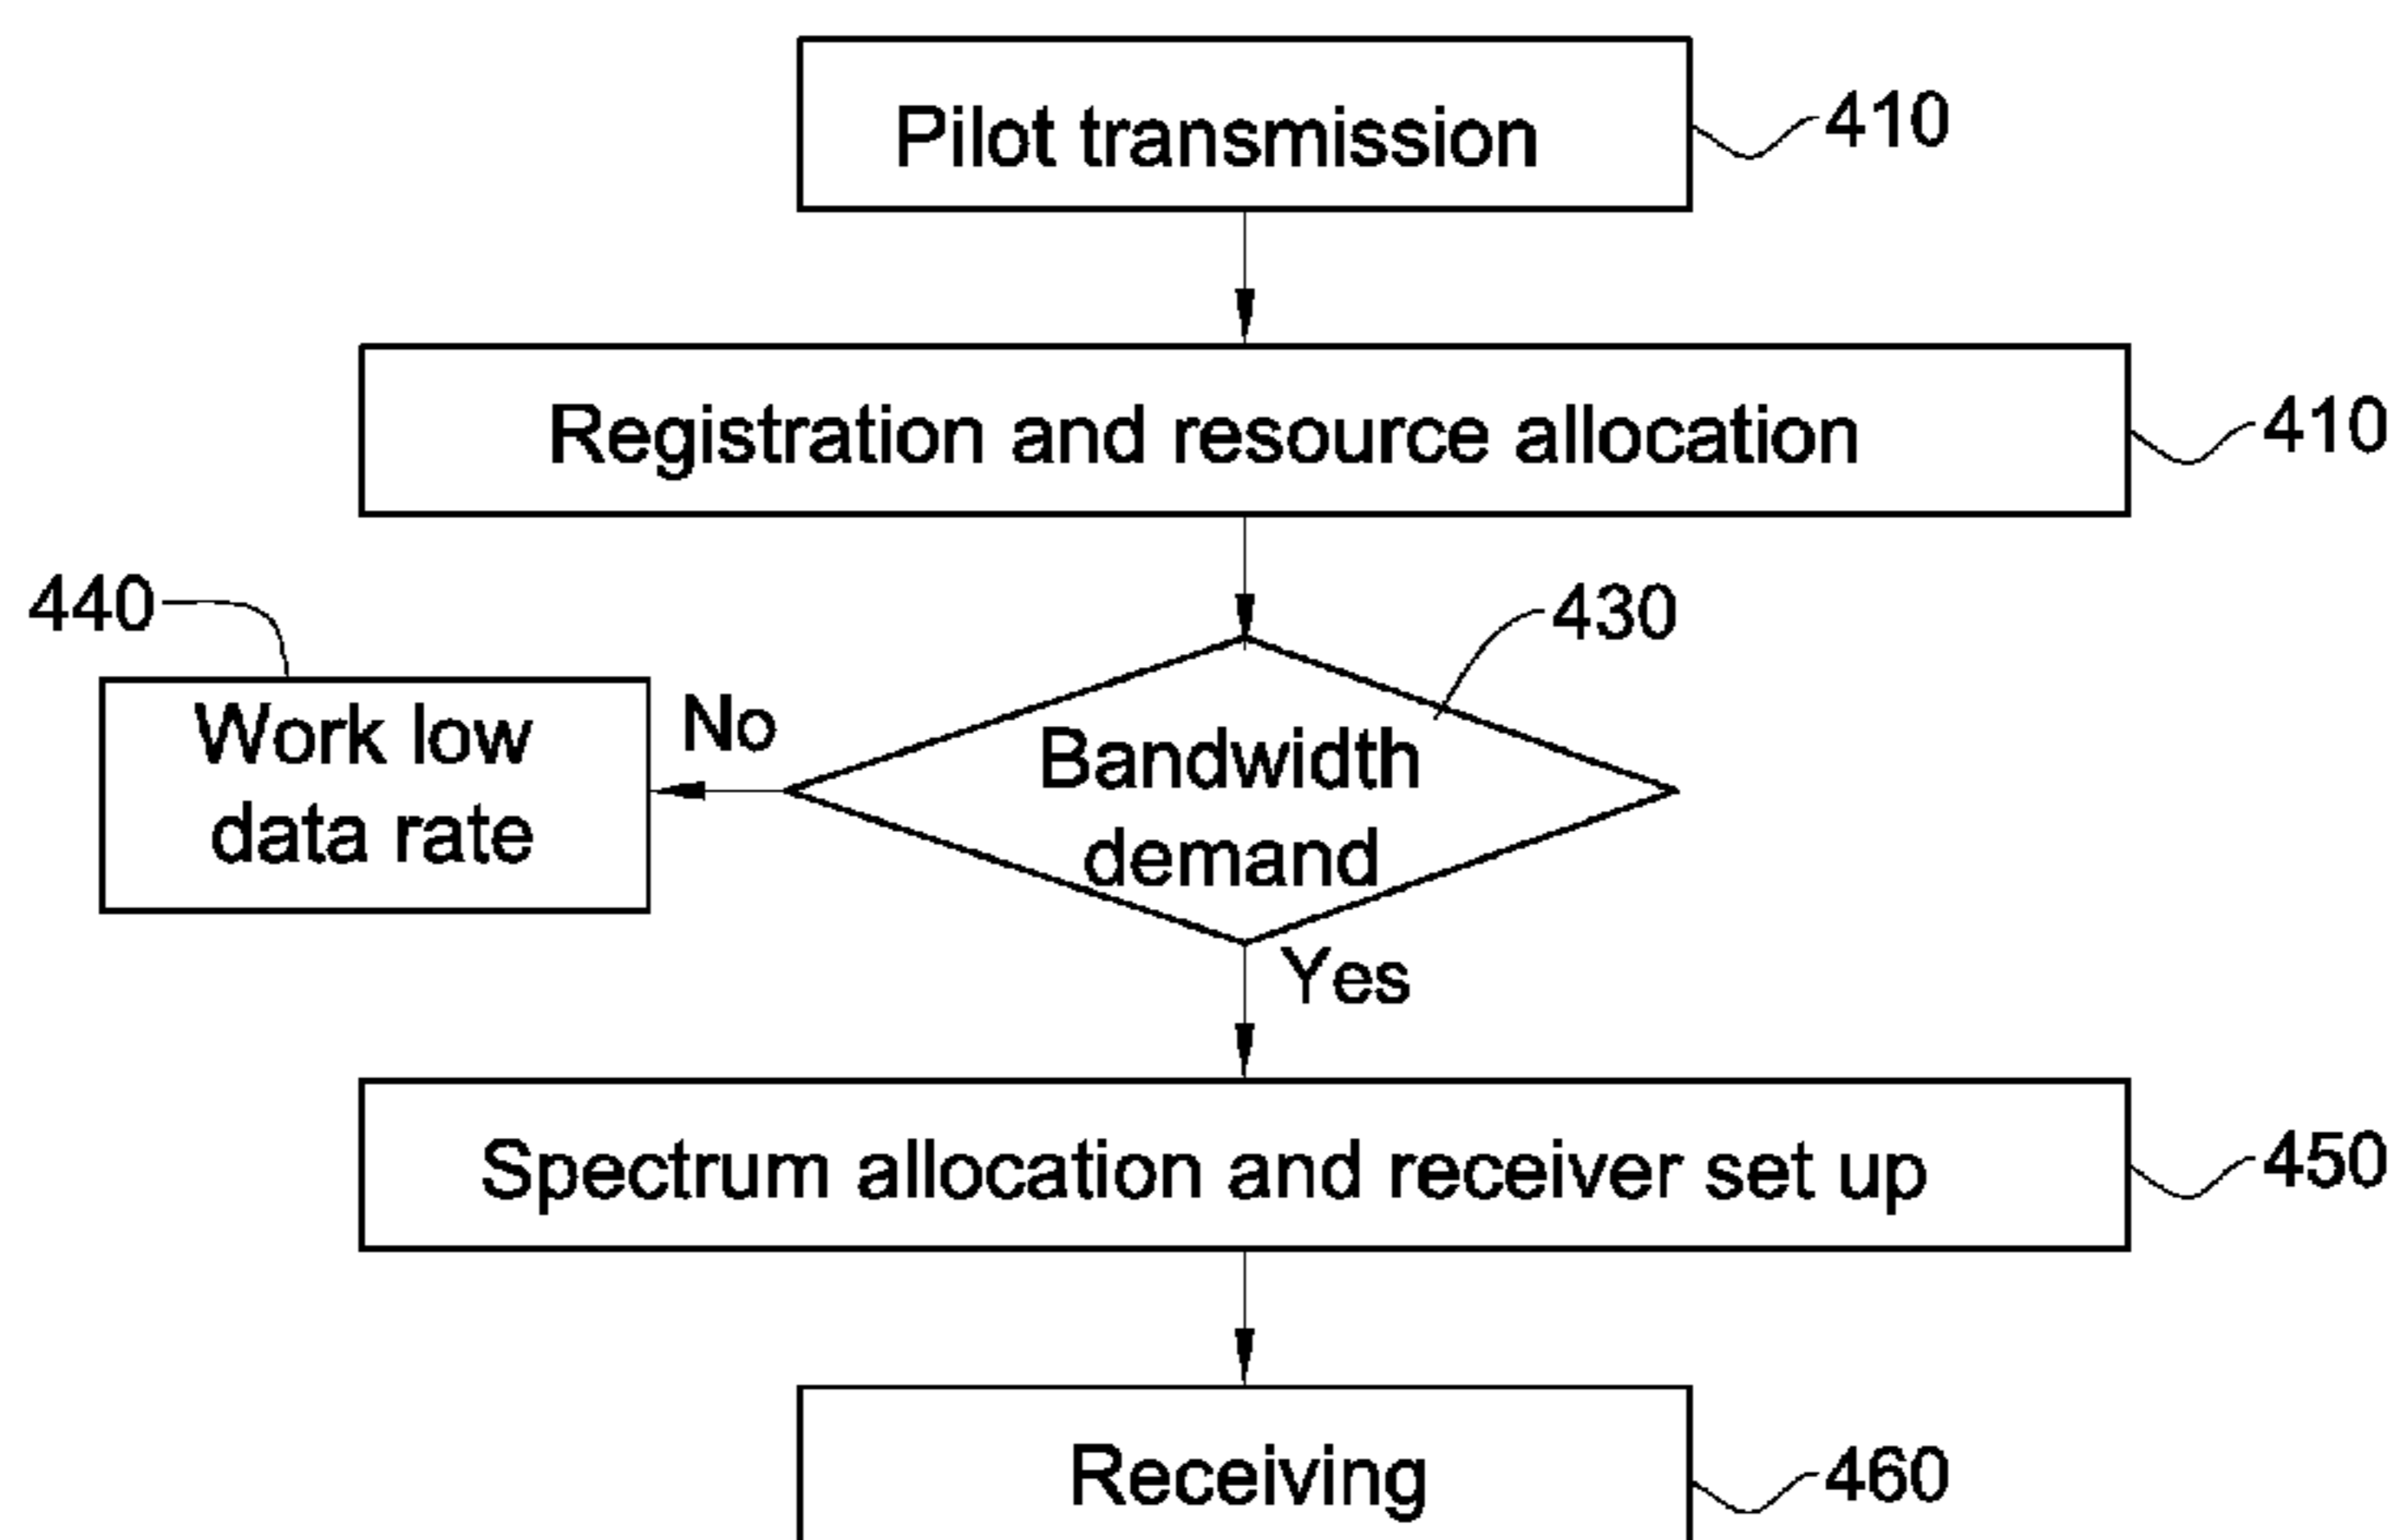 Pilot transmission
410
Registration and resource allocation
410
440
430
Work low
data rate
No
Bandwidth
demand
Yes
Spectrum allocation and receiver set up
450
Receiving
460